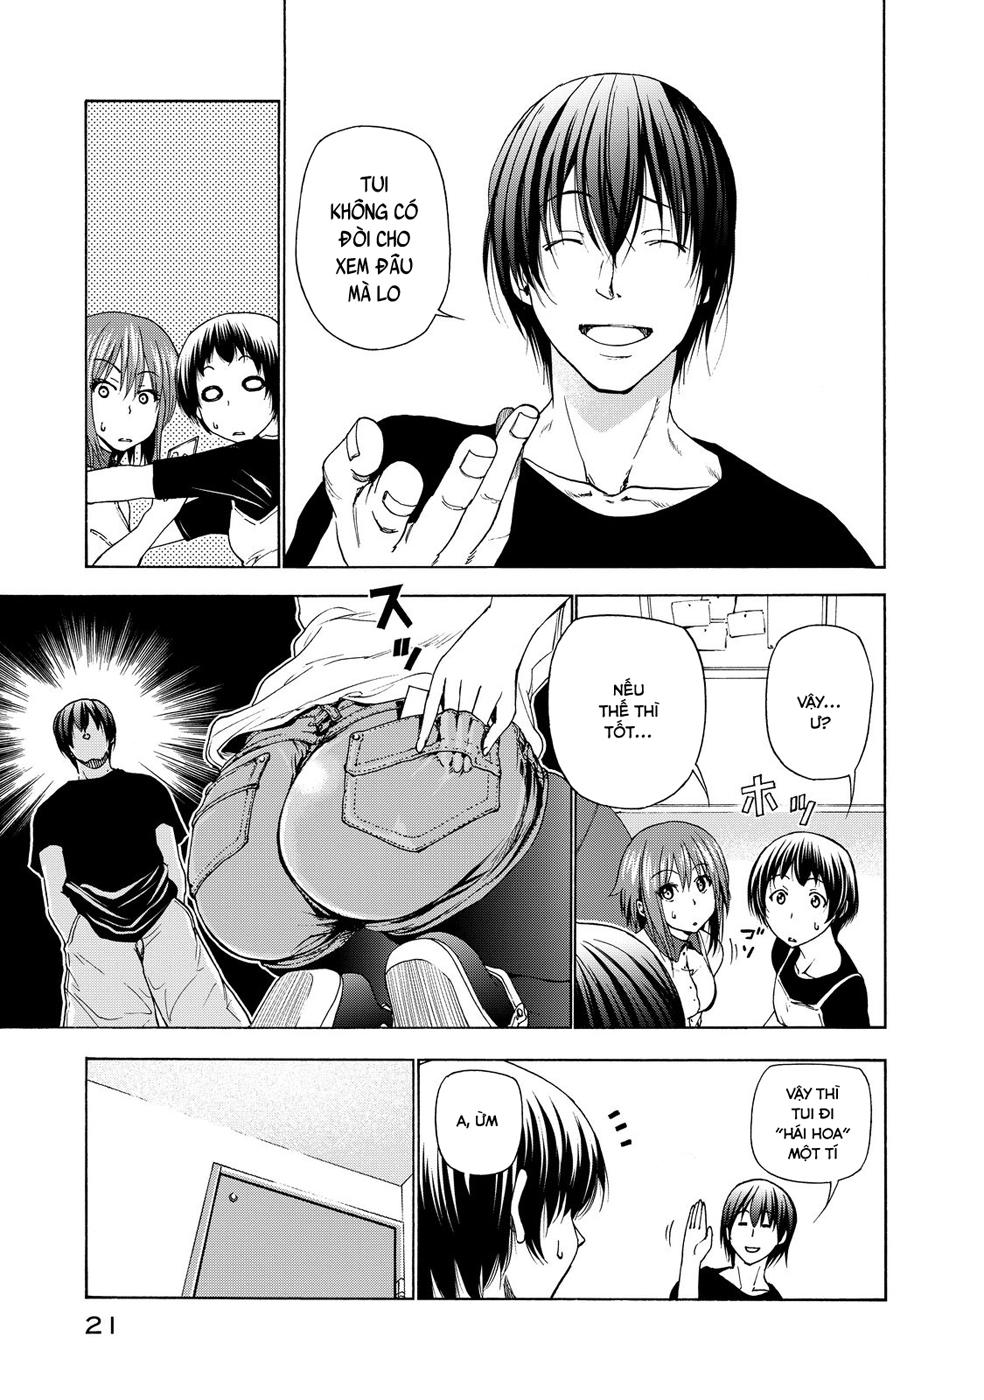 TUI
KHÔNG CÓ
ĐÒI CHO
XEM ĐÂU
MÀ LO
ス
ッ
VẬY...
Ư?
NẾU
THẾ THÌ
TỐT...
ホッ
VẬY THÌ
TUI ĐI
"HÁI HOA"
MỘT TÍ
A, ỪM
21